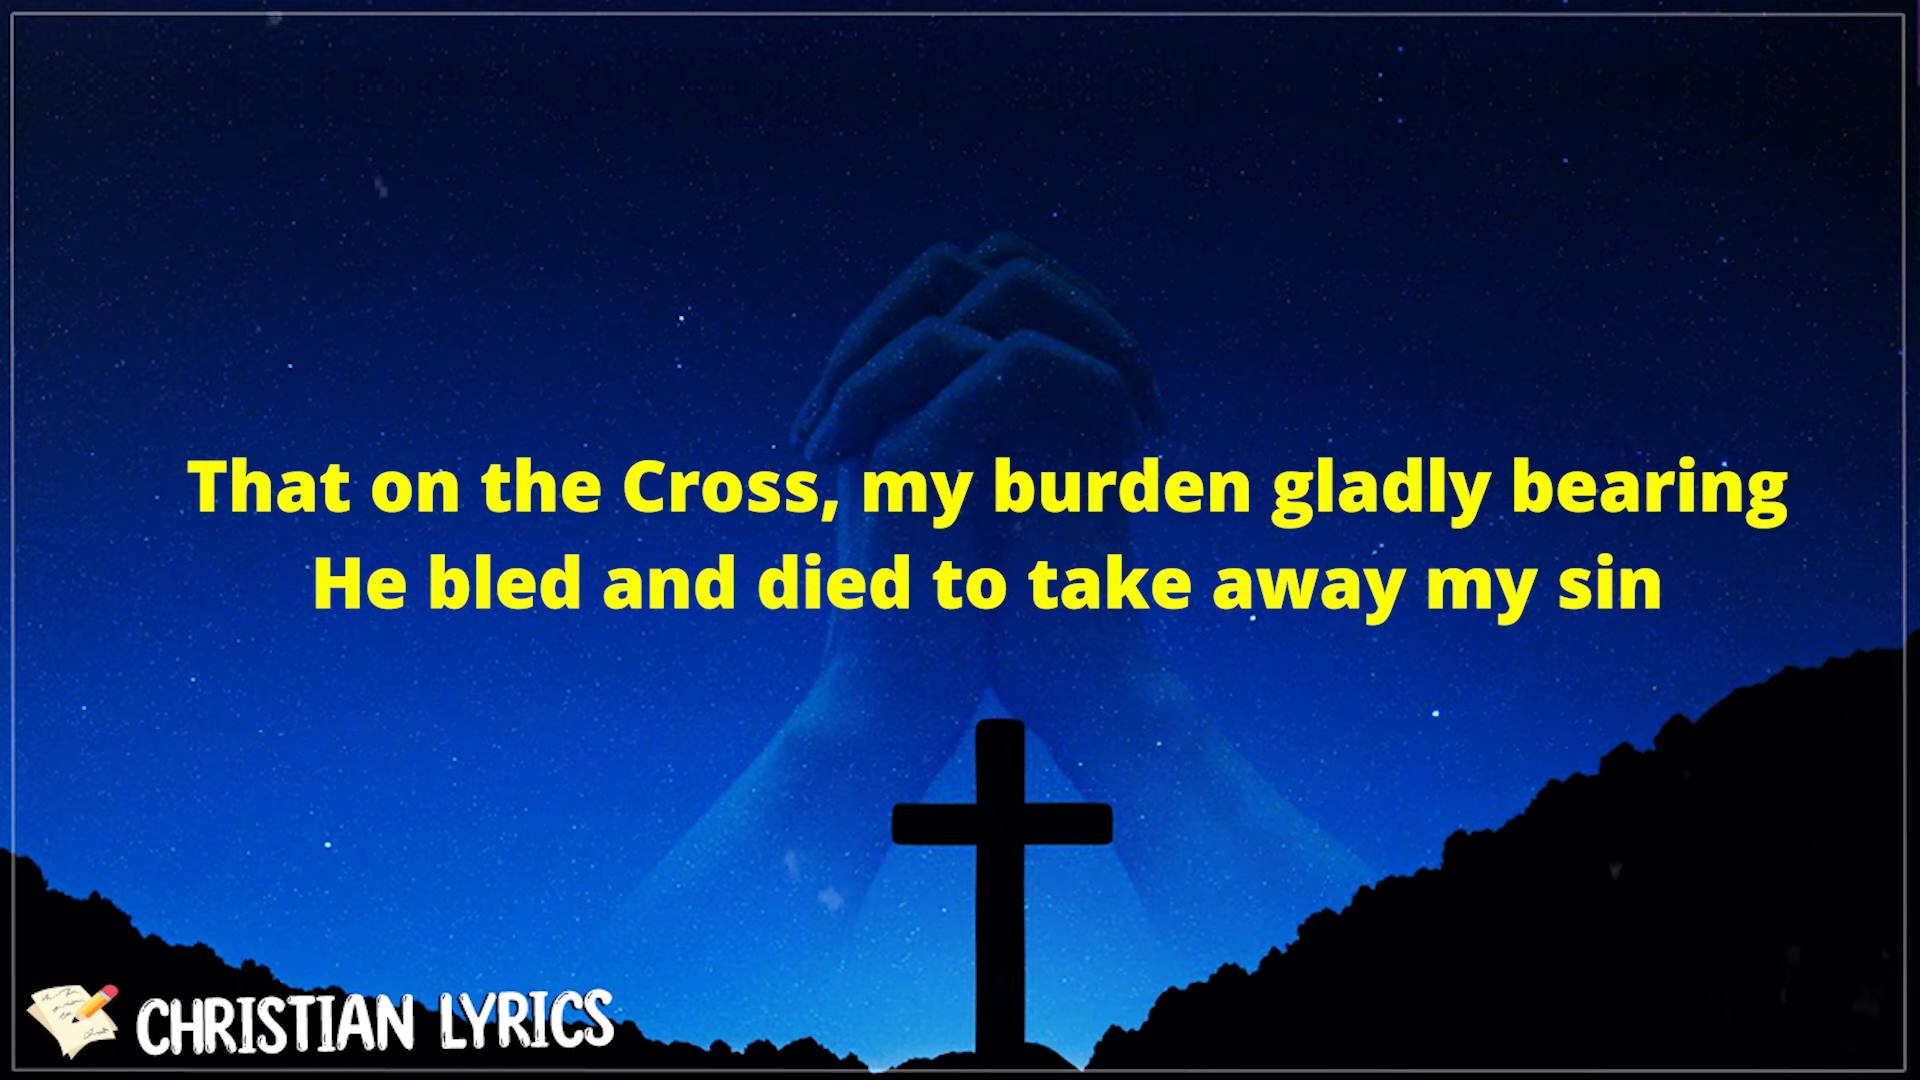 That on the Cross, my burden gladly bearing
He bled and died to take away my sin
CHRISTIAN LYRICS